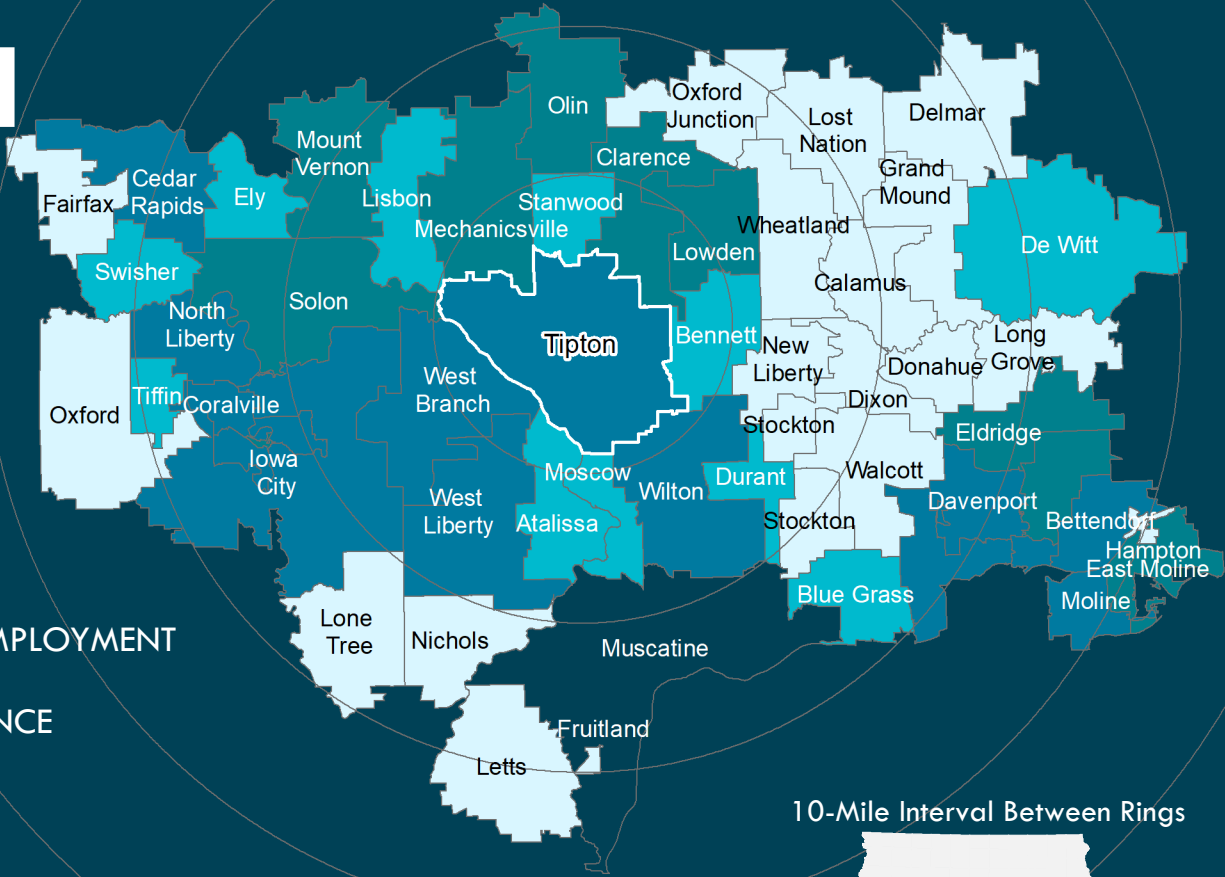 Olin
Oxford
Junction
Lost
Nation
Delmar
Mount
Vernon
Clarence
Grand
Mound
Cedar
Rapids
Fairfax
Ely
Lisbon
Stanwood
Mechanicsville
Wheatland
Lowden
De Witt
Swisher
Calamus
Solon
North
Liberty
Bennett
Tipton
New
Liberty
Long
Grove
Donahue
West
Branch
Tiffin
Coralville
Dixon
Oxford
Stockton
Eldridge
Iowa
City
Moscow
Walcott
Durant
Wilton
West
Liberty
Davenport
Atalissa
Stockton
Bettendorf
Hampton
East Moline
Blue Grass
Moline
Lone
Tree
Nichols
MPLOYMENT
Muscatine
NCE
Fruitland
Letts
10-Mile Interval Between Rings